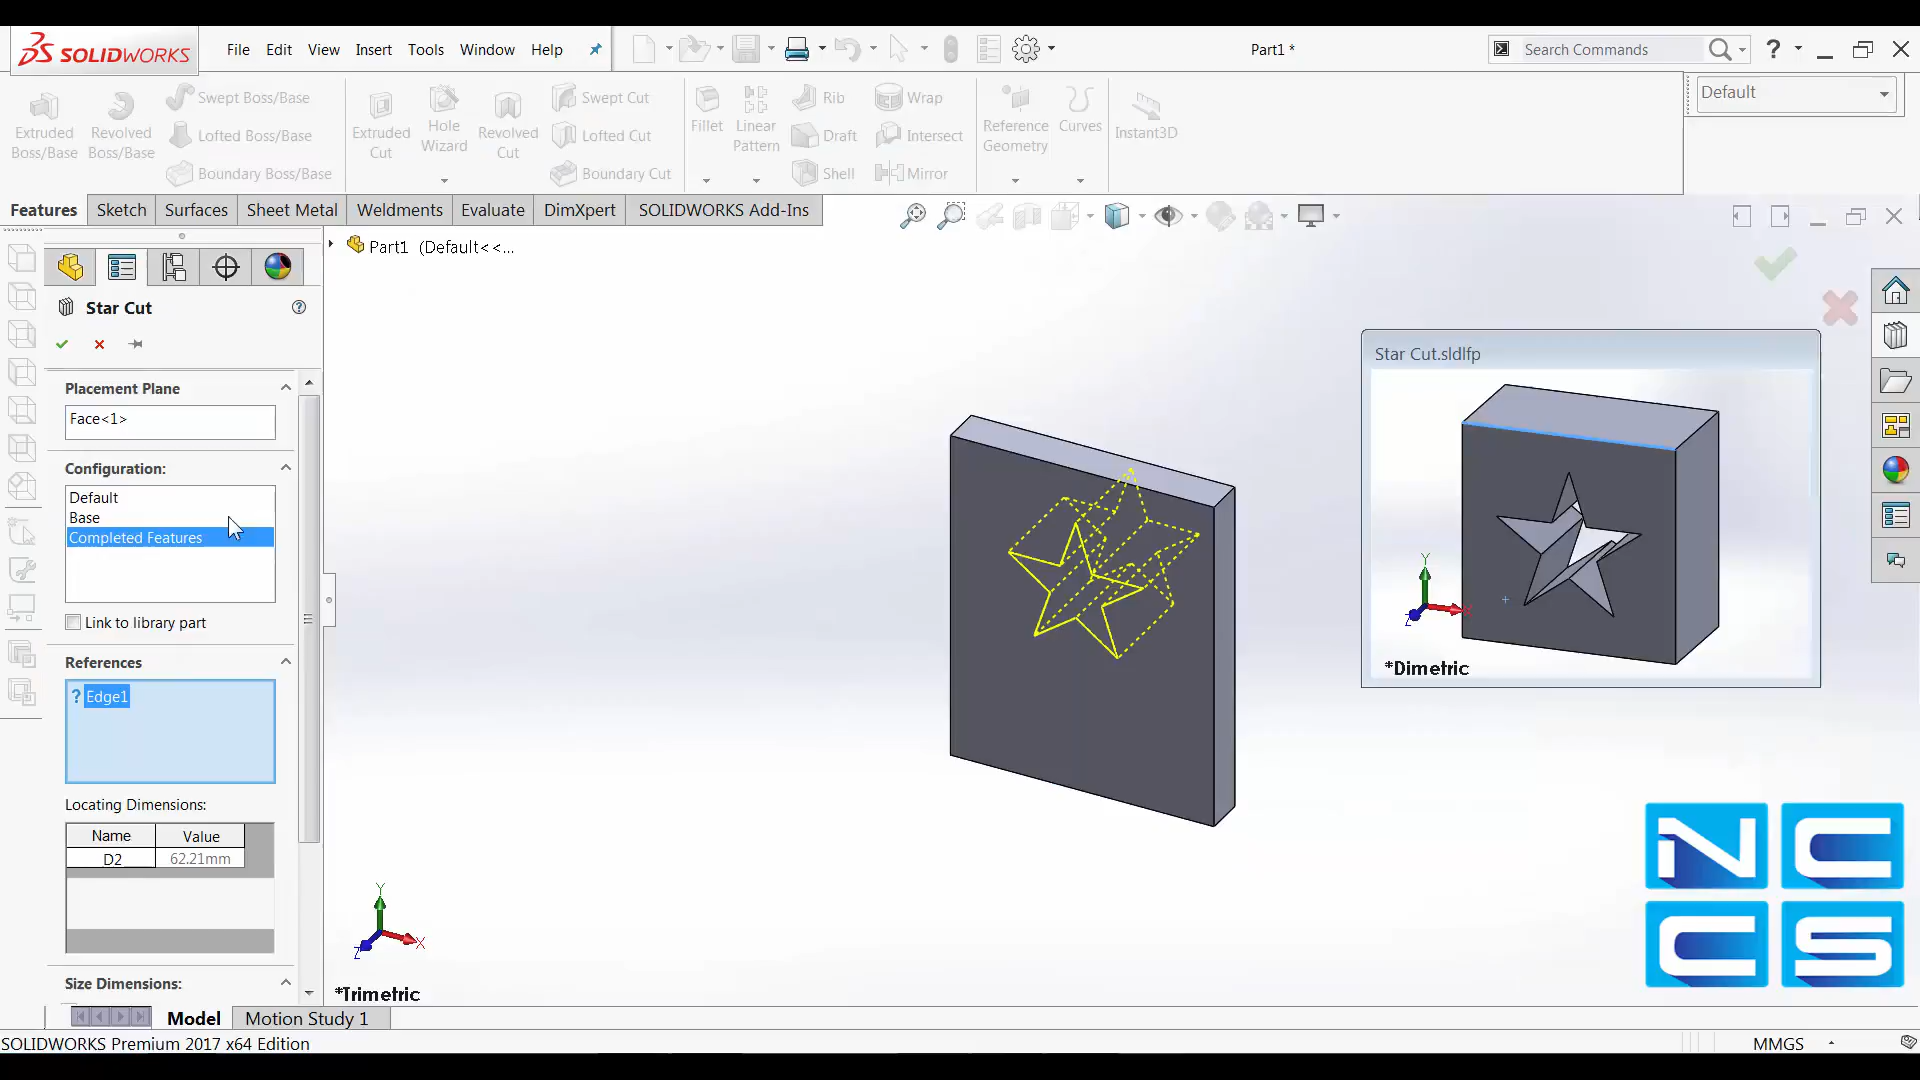 SOLIDWORKS
File Edit View Insert Tools Window Help
Part1 *
Search Commands
?
Extruded Boss/Base
Revolved Boss/Base
Swept Boss/Base
Lofted Boss/Base
Boundary Boss/Base
Extruded Cut
Hole Wizard
Revolved Cut
Swept Cut
Lofted Cut
Boundary Cut
Fillet
Linear Pattern
Rib
Draft
Shell
Wrap
Intersect
Mirror
Reference Geometry
Curves
Instant3D
Default
Features Sketch Surfaces Sheet Metal Weldments Evaluate DimXpert SOLIDWORKS Add-Ins
Part1 (Default<<...
Star Cut
?
Placement Plane
Face<1>
Configuration:
Default
Base
Completed Features
Link to library part
References
? Edge1
Locating Dimensions:
Name Value
D2 62.21mm
Size Dimensions:
Star Cut.sldlfp
Y
X
Z
*Dimetric
Y
X
Z
*Trimetric
NCCS
Model Motion Study 1
SOLIDWORKS Premium 2017 x64 Edition
MMGS